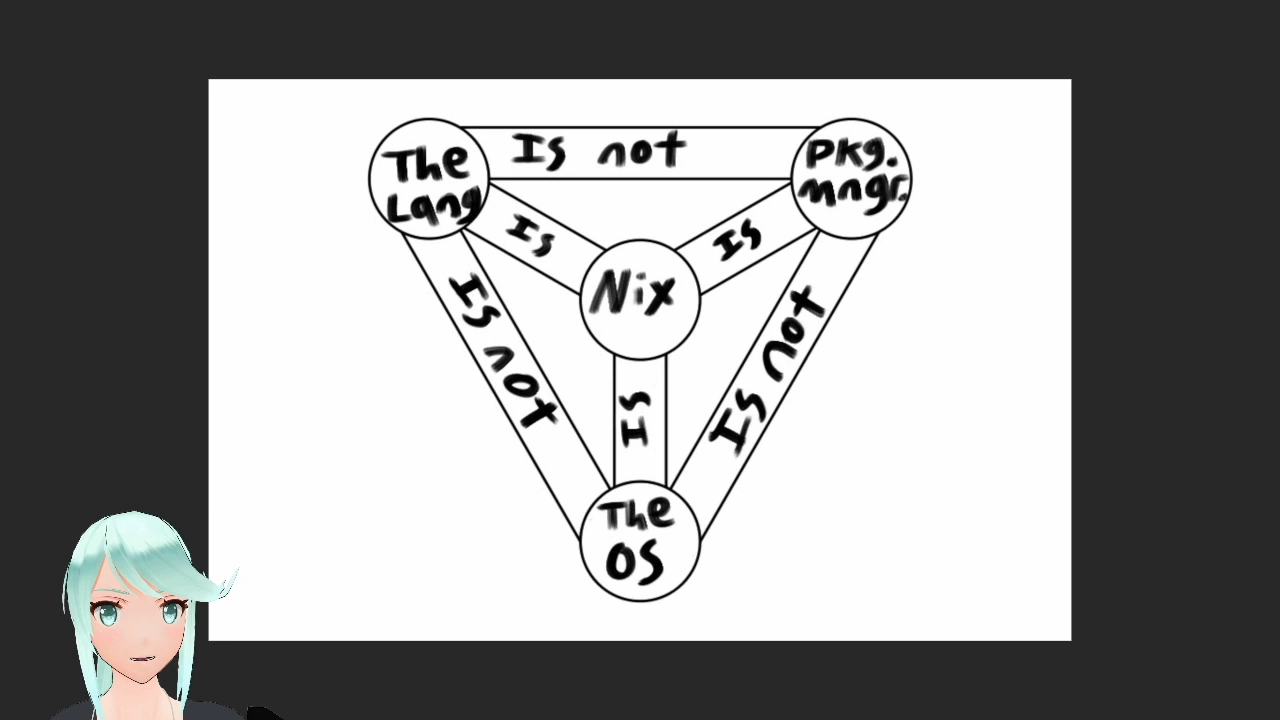 The
Lang
Is not
Pkg.
mngr.
Is
Is
Nix
Is not
Is not
Is
The
OS